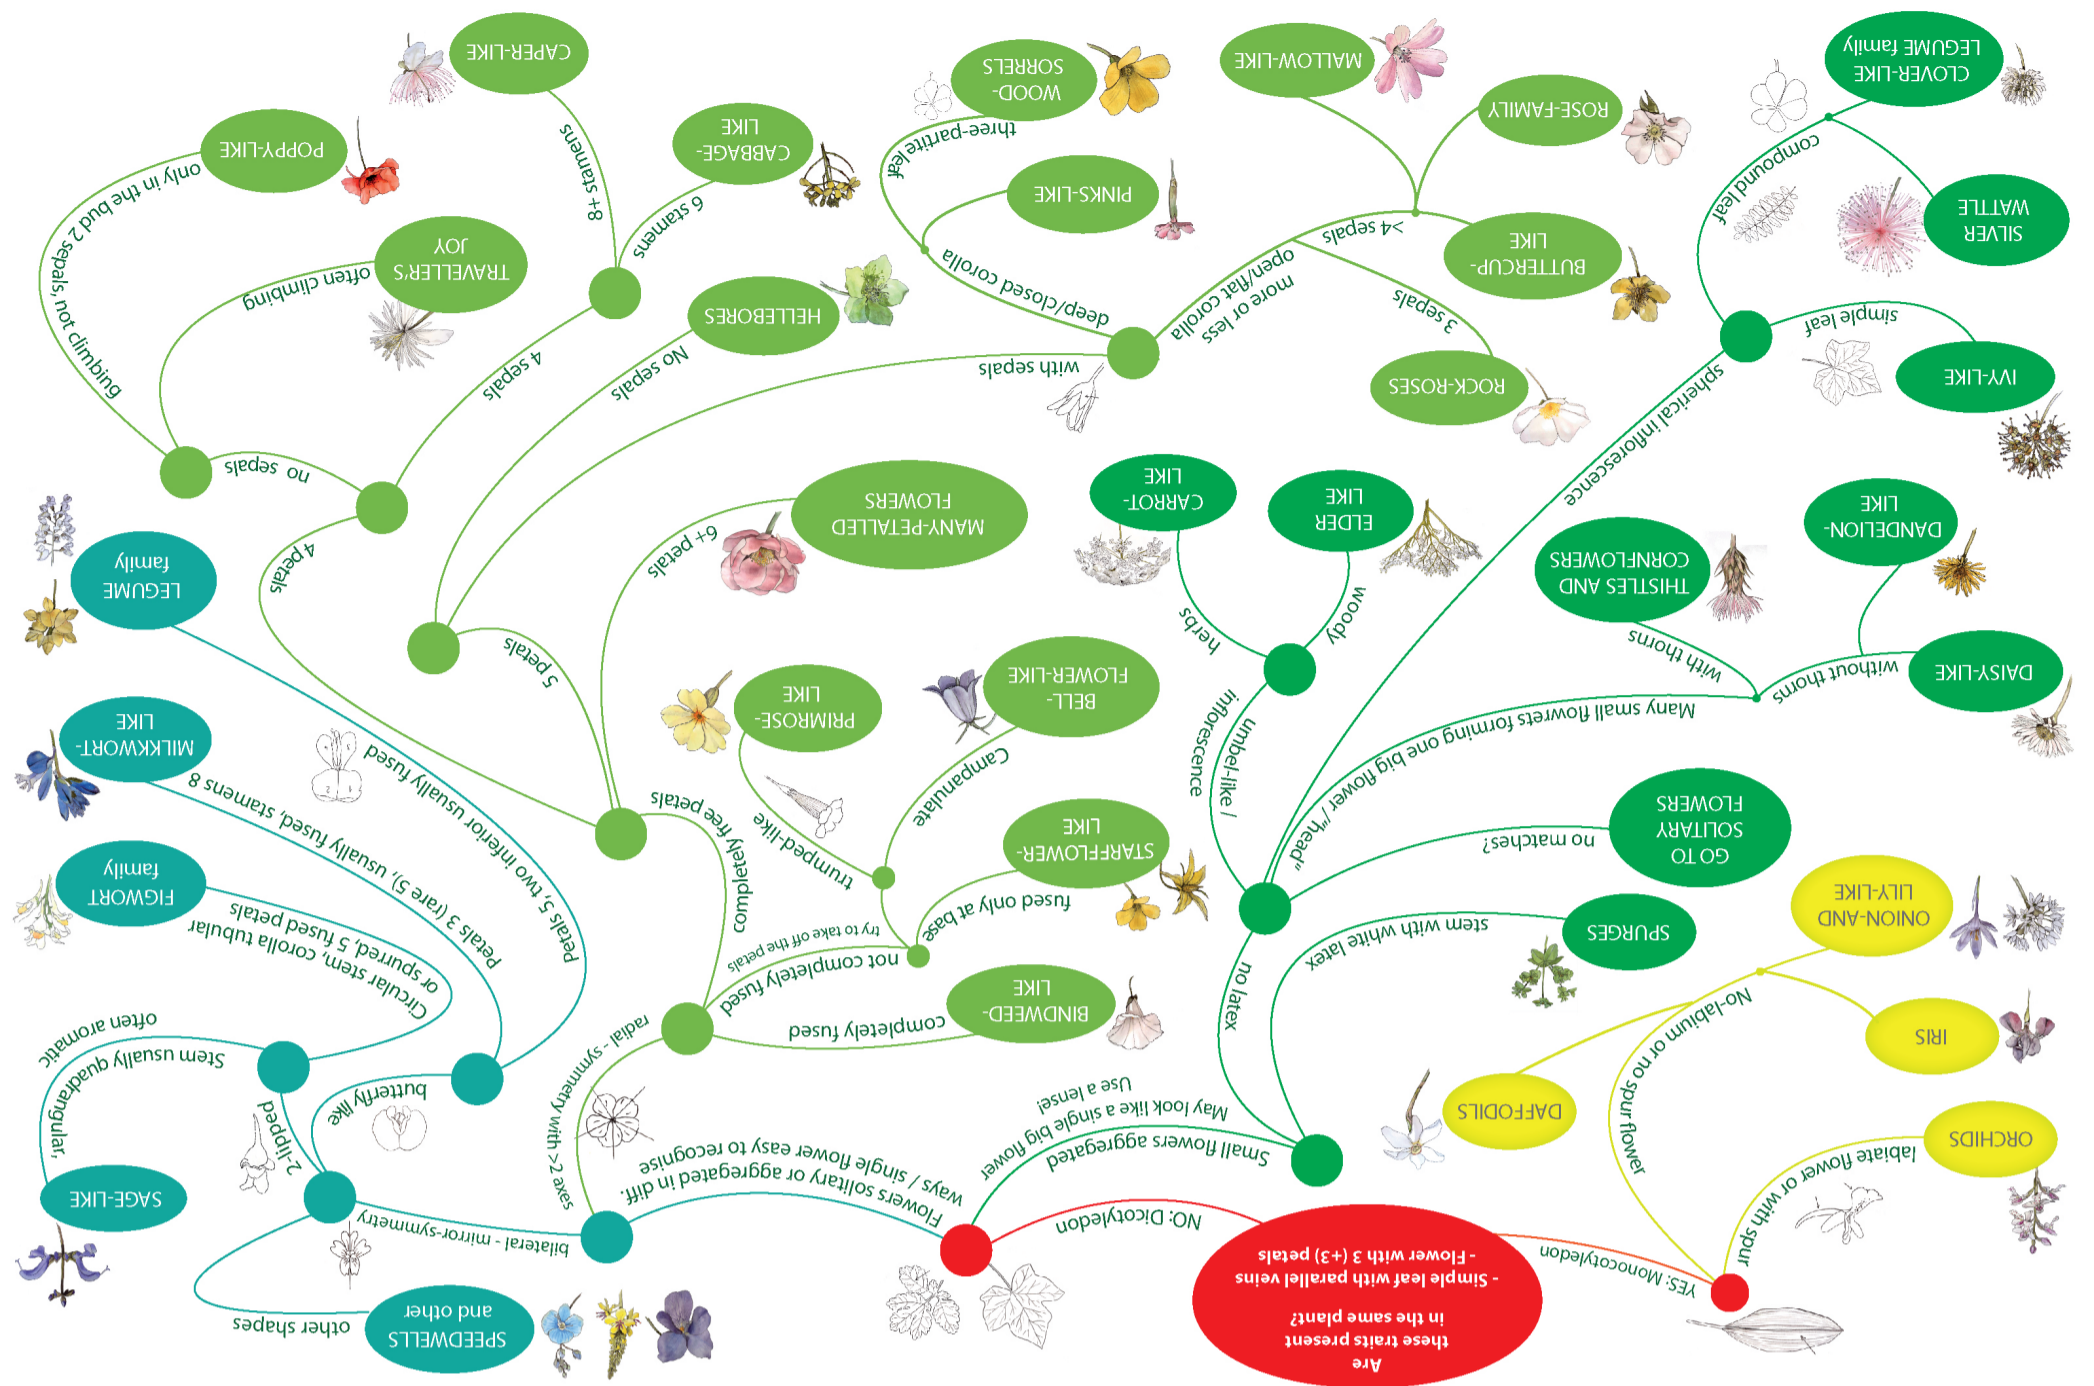 Are
these traits present
in the same plant?
- Simple leaf with parallel veins
- Flower with 3 (+3) petals
YES: Monocotyledon
labiate flower or with spur
ORCHIDS
No-labium or no spur flower
DAFFODILS
IRIS
ONION-AND
LILY-LIKE
NO: Dicotyledon
Small flowers aggregated
May look like a single big flower
Use a lense!
stem with white latex
SPURGES
no latex
no matches?
GO TO
SOLITARY
FLOWERS
Many small flowrets forming one big flower/"head"
with thorns
THISTLES AND
CORNFLOWERS
without thorns
DAISY-LIKE
DANDELION-
LIKE
umbel-like /
inflorescence
herbs
CARROT-
LIKE
woody
ELDER
LIKE
spherical inflorescence
simple leaf
IVY-LIKE
compound leaf
SILVER
WATTLE
CLOVER-LIKE
LEGUME family
Flowers solitary or aggregated in diff.
ways / single flower easy to recognise
radial - symmetry with >2 axes
completely fused
BINDWEED-
LIKE
not completely fused
try to take off the petals
fused only at base
STARFFLOWER-
LIKE
Campanulate
BELL-
FLOWER-LIKE
trumped-like
PRIMROSE-
LIKE
completely free petals
6+ petals
MANY-PETALLED
FLOWERS
5 petals
No sepals
HELLEBORES
with sepals
more or less
open/flat corolla
3 sepals
ROCK-ROSES
>4 sepals
BUTTERCUP-
LIKE
ROSE-FAMILY
MALLOW-LIKE
deep/closed corolla
PINKS-LIKE
three-partite leaf
WOOD-
SORRELS
4 petals
4 sepals
6 stamens
CABBAGE-
LIKE
8+ stamens
CAPER-LIKE
no sepals
often climbing
TRAVELLER'S
JOY
only in the bud 2 sepals, not climbing
POPPY-LIKE
bilateral - mirror-symmetry
other shapes
SPEEDWELLS
and other
2-lipped
Stem usually quadrangular,
often aromatic
SAGE-LIKE
Circular stem, corolla tubular
or spurred, 5 fused petals
FIGWORT
family
butterfly like
Petals 3 (rare 5), usually fused, stamens 8
MILKKWORT-
LIKE
Petals 5, two inferior usually fused
LEGUME
family